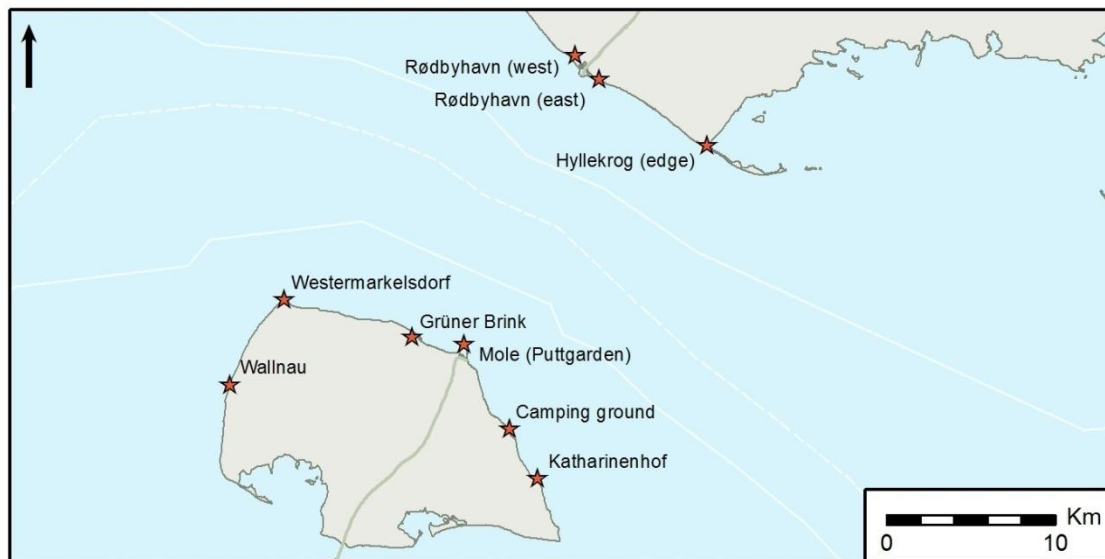 Rødbyhavn (west)
Rødbyhavn (east)
Hyllekrog (edge)
Westermarkelsdorf
Grüner Brink
Mole (Puttgarden)
Wallnau
Camping ground
Katharinenhof
Km
0 10